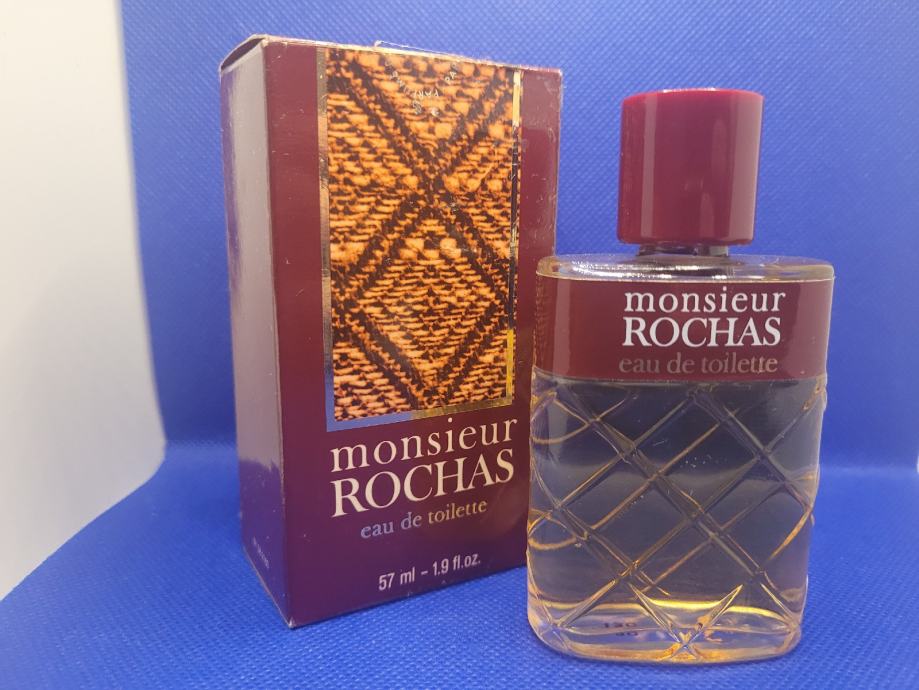 monsieur
ROCHAS
eau de toilette
57 ml – 1.9 fl.oz.
monsieur
ROCHAS
eau de toilette